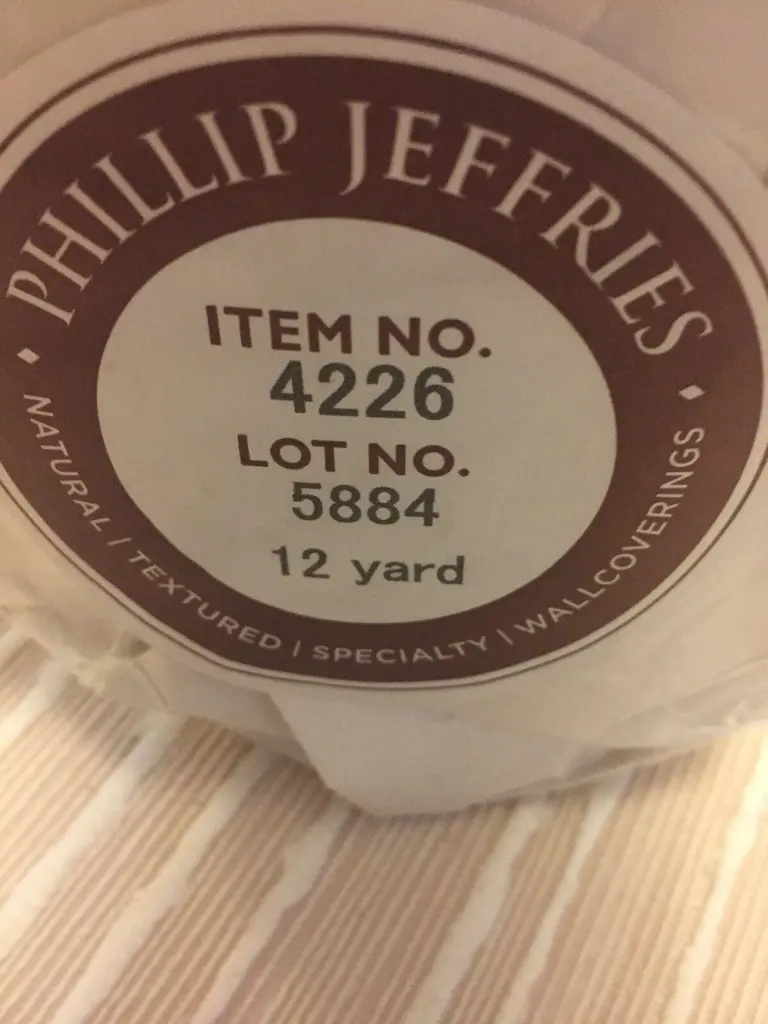 PHILLIP JEFFRIES
ITEM NO.
4226
LOT NO.
5884
12 yard
NATURAL | TEXTURED | SPECIALTY | WALLCOVERINGS